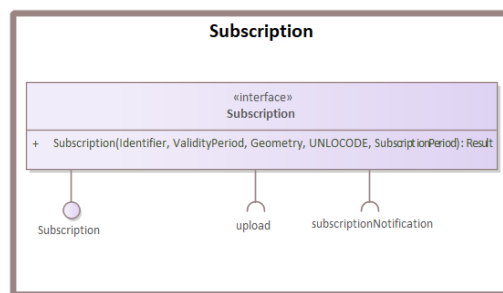 Subscription
«interface»
Subscription
+ Subscription(Identifier, ValidityPeriod, Geometry, UNLOCODE, SubscriptionPeriod): Result
Subscription
upload
subscriptionNotification